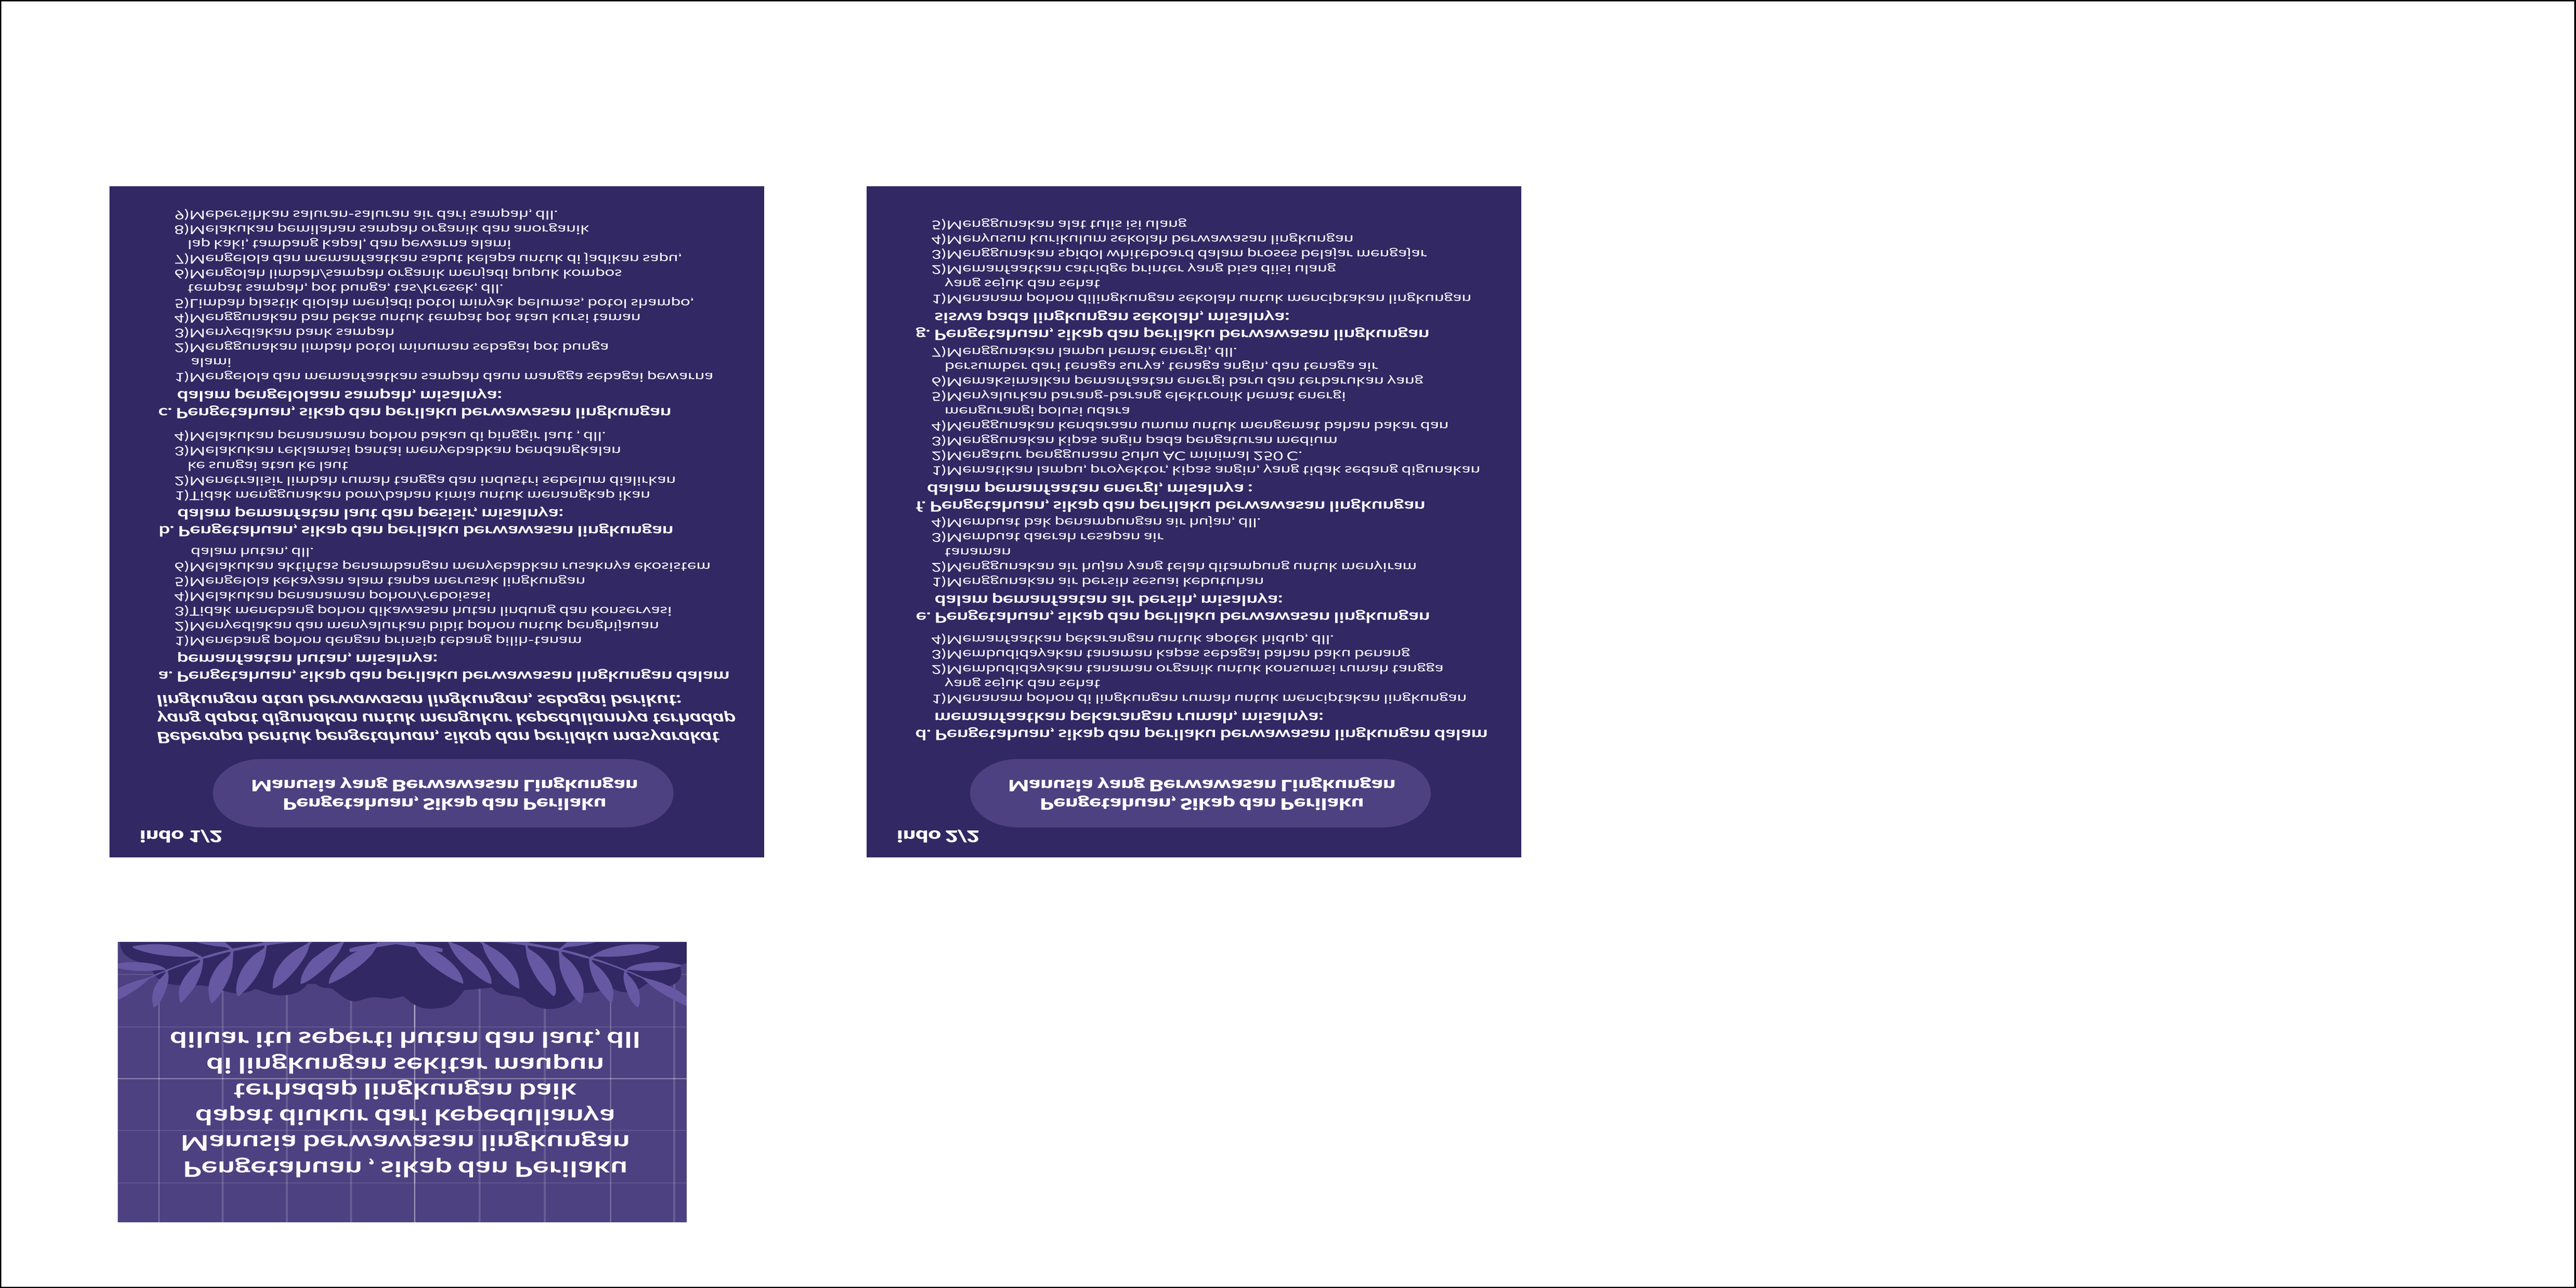 indo 1/2
Pengetahuan, Sikap dan Perilaku
Manusia yang Berwawasan Lingkungan
Beberapa bentuk pengetahuan, sikap dan perilaku masyarakat
yang dapat digunakan untuk mengukur kepeduliannya terhadap
lingkungan atau berwawasan lingkungan, sebagai berikut:
a. Pengetahuan, sikap dan perilaku berwawasan lingkungan dalam
pemanfaatan hutan, misalnya:
1)Menebang pohon dengan prinsip tebang pilih-tanam
2)Menyediakan dan menyalurkan bibit pohon untuk penghijauan
3)Tidak menebang pohon dikawasan hutan lindung dan konservasi
4)Melakukan penanaman pohon/reboisasi
5)Mengelola kekayaan alam tanpa merusak lingkungan
6)Melakukan aktifitas penambangan menyebabkan rusaknya ekosistem
dalam hutan, dll.
b. Pengetahuan, sikap dan perilaku berwawasan lingkungan
dalam pemanfatan laut dan pesisir, misalnya:
1)Tidak menggunakan bom/bahan kimia untuk menangkap ikan
2)Menetralisir limbah rumah tangga dan industri sebelum dialirkan
ke sungai atau ke laut
3)Melakukan reklamasi pantai menyebabkan pendangkalan
4)Melakukan penanaman pohon bakau di pinggir laut , dll.
c. Pengetahuan, sikap dan perilaku berwawasan lingkungan
dalam pengelolaan sampah, misalnya:
1)Mengelola dan memanfaatkan sampah daun mangga sebagai pewarna
alami
2)Menggunakan limbah botol minuman sebagai pot bunga
3)Menyediakan bank sampah
4)Menggunakan ban bekas untuk tempat pot atau kursi taman
5)Limbah plastik diolah menjadi botol minyak pelumas, botol shampo,
tempat sampah, pot bunga, tas/kresek, dll.
6)Mengolah limbah/sampah organik menjadi pupuk kompos
7)Mengelola dan memanfaatkan sabut kelapa untuk di jadikan sapu,
lap kaki, tambang kapal, dan pewarna alami
8)Melakukan pemilahan sampah organik dan anorganik
9)Mebersihkan saluran-saluran air dari sampah, dll.
indo 2/2
Pengetahuan, Sikap dan Perilaku
Manusia yang Berwawasan Lingkungan
d. Pengetahuan, sikap dan perilaku berwawasan lingkungan dalam
memanfaatkan pekarangan rumah, misalnya:
1)Menanam pohon di lingkungan rumah untuk menciptakan lingkungan
yang sejuk dan sehat
2)Membudidayakan tanaman organik untuk konsumsi rumah tangga
3)Membudidayakan tanaman kapas sebagai bahan baku benang
4)Memanfaatkan pekarangan untuk apotek hidup, dll.
e. Pengetahuan, sikap dan perilaku berwawasan lingkungan
dalam pemanfaatan air bersih, misalnya:
1)Menggunakan air bersih sesuai kebutuhan
2)Menggunakan air hujan yang telah ditampung untuk menyiram
tanaman
3)Membuat daerah resapan air
4)Membuat bak penampungan air hujan, dll.
f. Pengetahuan, sikap dan perilaku berwawasan lingkungan
dalam pemanfaatan energi, misalnya :
1)Mematikan lampu, proyektor, kipas angin, yang tidak sedang digunakan
2)Mengatur penggunaan Suhu AC minimal 250 C.
3)Menggunakan kipas angin pada pengaturan medium
4)Menggunakan kendaraan umum untuk mengemat bahan bakar dan
mengurangi polusi udara
5)Menyalurkan barang-barang elektronik hemat energi
6)Memaksimalkan pemanfaatan energi baru dan terbarukan yang
bersumber dari tenaga surya, tenaga angin, dan tenaga air
7)Menggunakan lampu hemat energi, dll.
g. Pengetahuan, sikap dan perilaku berwawasan lingkungan
siswa pada lingkungan sekolah, misalnya:
1)Menanam pohon dilingkungan sekolah untuk menciptakan lingkungan
yang sejuk dan sehat
2)Memanfaatkan catridge printer yang bisa diisi ulang
3)Menggunakan spidol whiteboard dalam proses belajar mengajar
4)Menyusun kurikulum sekolah berwawasan lingkungan
5)Menggunakan alat tulis isi ulang
Pengetahuan , sikap dan Perilaku
Manusia berwawasan lingkungan
dapat diukur dari kepedulianya
terhadap lingkungan baik
di lingkungan sekitar maupun
diluar itu seperti hutan dan laut, dll